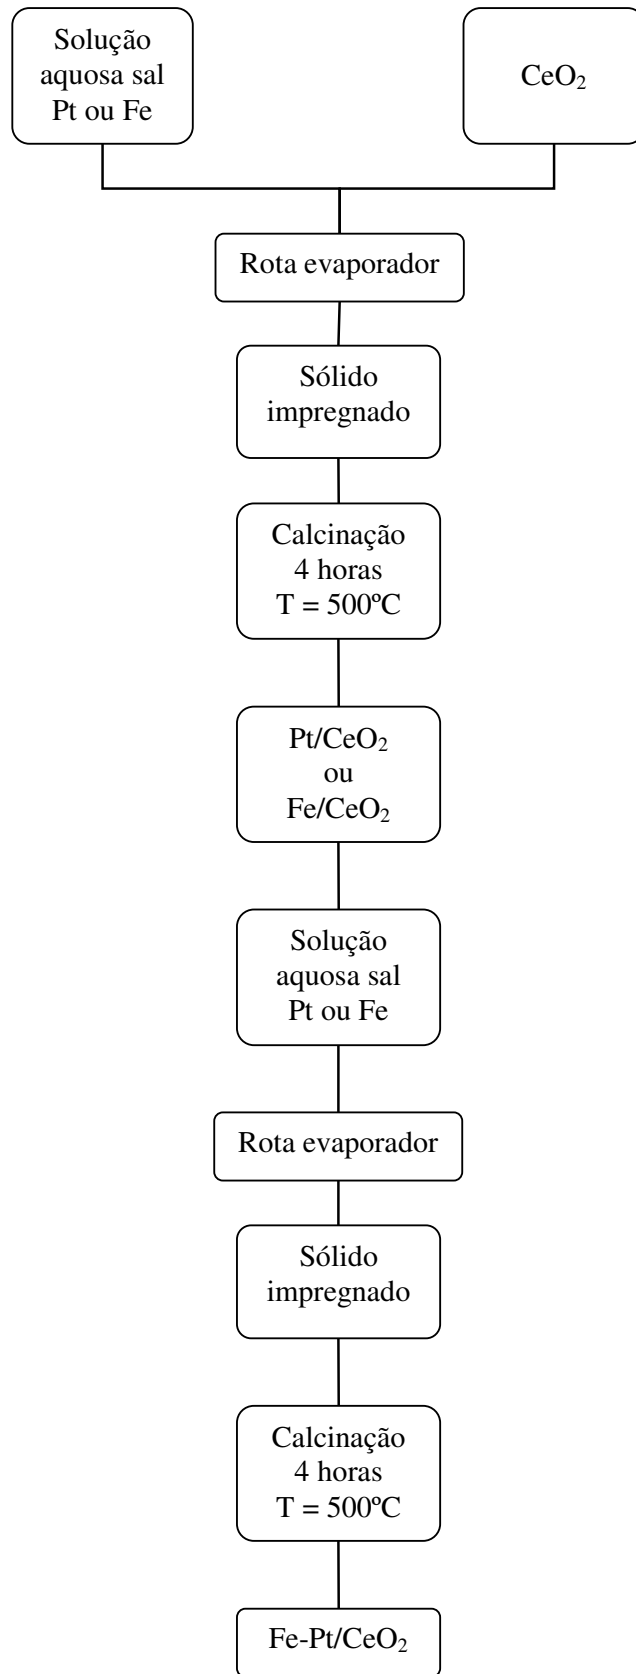 Solução
aquosa sal
Pt ou Fe
CeO₂
Rota evaporador
Sólido
impregnado
Calcinação
4 horas
T = 500ºC
Pt/CeO₂
ou
Fe/CeO₂
Solução
aquosa sal
Pt ou Fe
Rota evaporador
Sólido
impregnado
Calcinação
4 horas
T = 500ºC
Fe-Pt/CeO₂